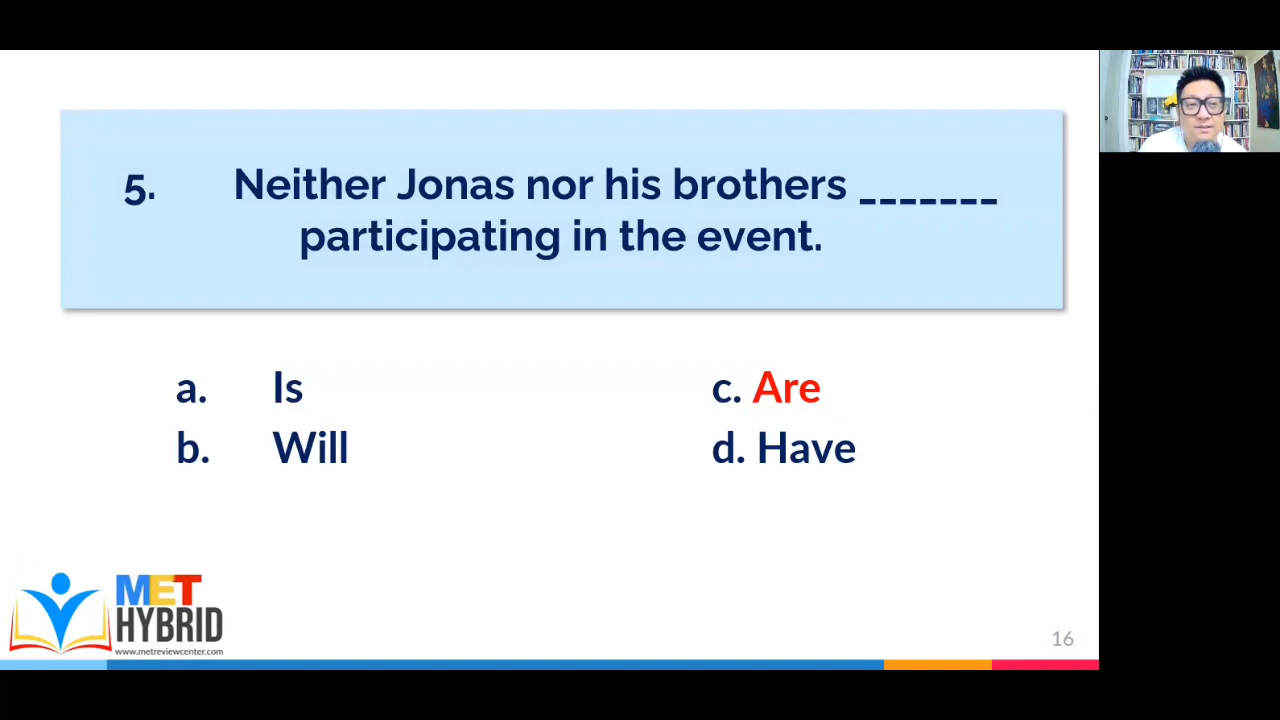 5. Neither Jonas nor his brothers _______
participating in the event.
a. Is
b. Will
c. Are
d. Have
MET
HYBRID
www.metreviewcenter.com
16